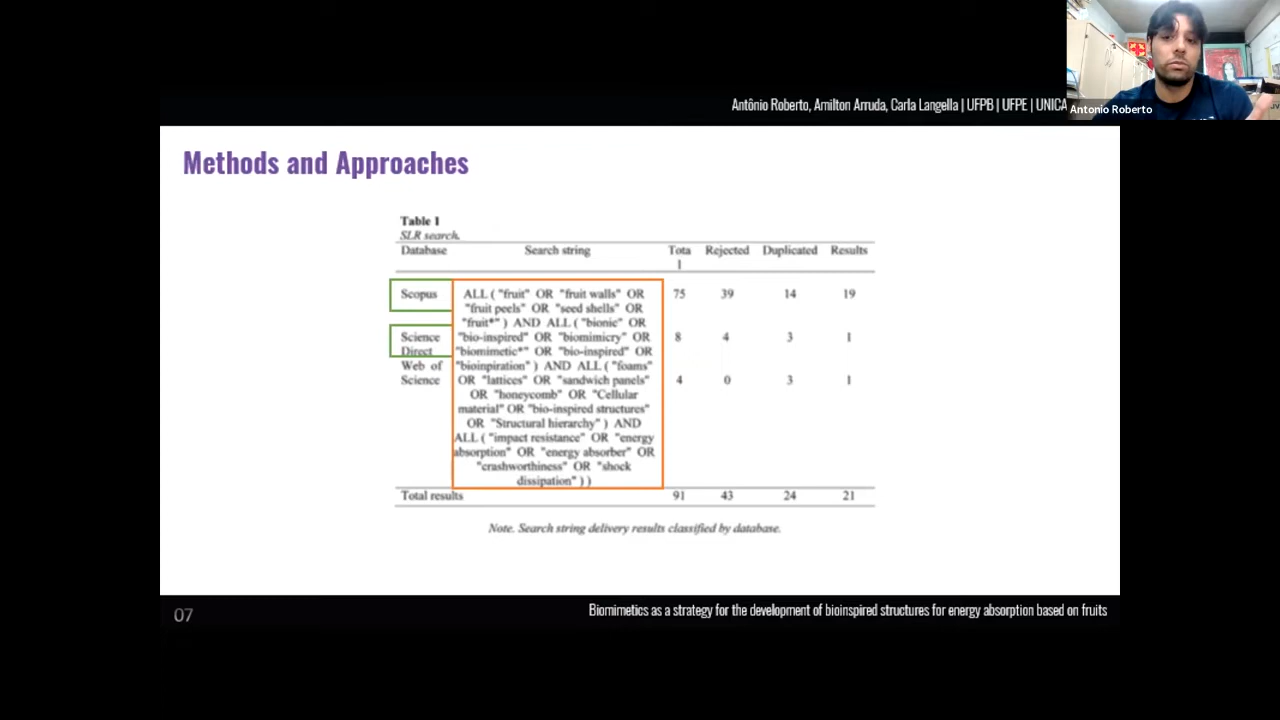 Antônio Roberto, Amilton Arruda, Carla Langella | UFPB | UFPE | UNICA
Antonio Roberto
Methods and Approaches
Table 1
SLR search.
Database Search string Tota Rejected Duplicated Results
l
Scopus ALL ( "fruit" OR "fruit walls" OR 75 39 14 19
"fruit peels" OR "seed shells" OR
"fruit*" ) AND ALL ( "bionic" OR
Science "bio-inspired" OR "biomimicry" OR 8 4 3 1
Direct "biomimetic*" OR "bio-inspired" OR
Web of "bioinpiration" ) AND ALL ( "foams"
Science OR "lattices" OR "sandwich panels" 4 0 3 1
OR "honeycomb" OR "Cellular
material" OR "bio-inspired structures"
OR "Structural hierarchy" ) AND
ALL ( "impact resistance" OR "energy
absorption" OR "energy absorber" OR
"crashworthiness" OR "shock
dissipation" ) )
Total results 91 43 24 21
Note. Search string delivery results classified by database.
07
Biomimetics as a strategy for the development of bioinspired structures for energy absorption based on fruits